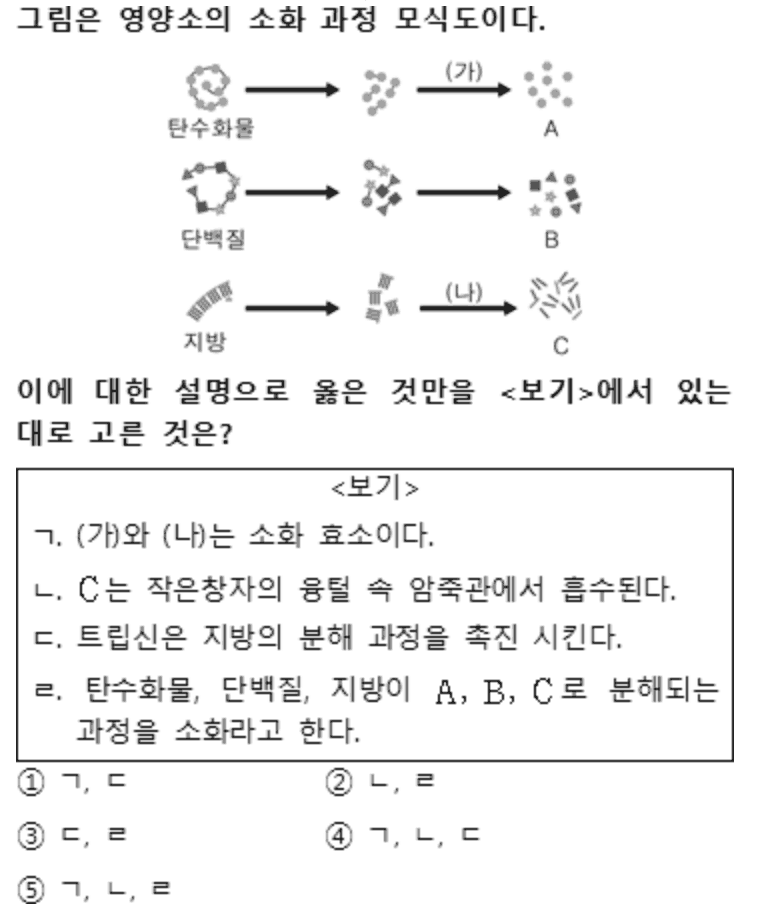 그림은 영양소의 소화 과정 모식도이다.
(가)
탄수화물
A
단백질
B
(나)
지방
C
이에 대한 설명으로 옳은 것만을 <보기>에서 있는
대로 고른 것은?
<보기>
ㄱ. (가)와 (나)는 소화 효소이다.
ㄴ. C는 작은창자의 융털 속 암죽관에서 흡수된다.
ㄷ. 트립신은 지방의 분해 과정을 촉진 시킨다.
ㄹ. 탄수화물, 단백질, 지방이 A, B, C로 분해되는
과정을 소화라고 한다.
① ㄱ, ㄷ
② ㄴ, ㄹ
③ ㄷ, ㄹ
④ ㄱ, ㄴ, ㄷ
⑤ ㄱ, ㄴ, ㄹ